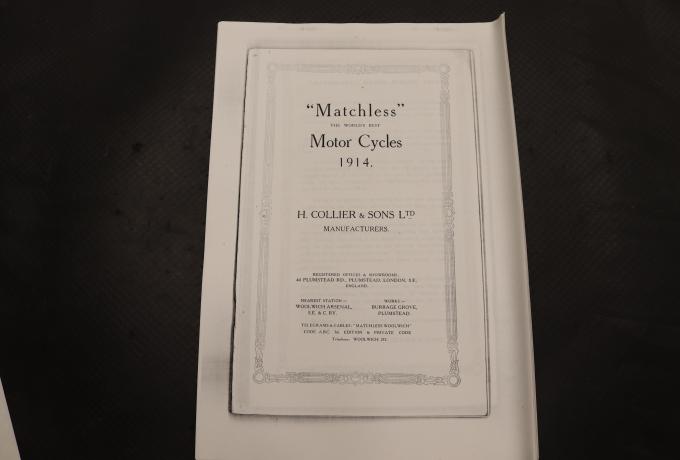 "Matchless"
THE WORLD'S BEST
Motor Cycles
1914.
H. COLLIER & SONS LTD
MANUFACTURERS.
REGISTERED OFFICES & SHOWROOMS,
44 PLUMSTEAD RD., PLUMSTEAD, LONDON, S.E.,
ENGLAND.
NEAREST STATION—
WOOLWICH ARSENAL,
S.E. & C. RY.
WORKS—
BURRAGE GROVE,
PLUMSTEAD
TELEGRAMS & CABLES: "MATCHLESS WOOLWICH"
CODE A.B.C. 5th EDITION & PRIVATE CODE
Telephone: WOOLWICH